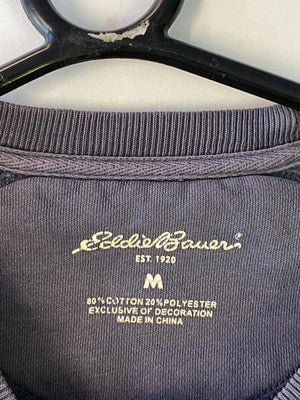 Eddie Bauer®
EST. 1920
M
80% COTTON 20% POLYESTER
EXCLUSIVE OF DECORATION
MADE IN CHINA